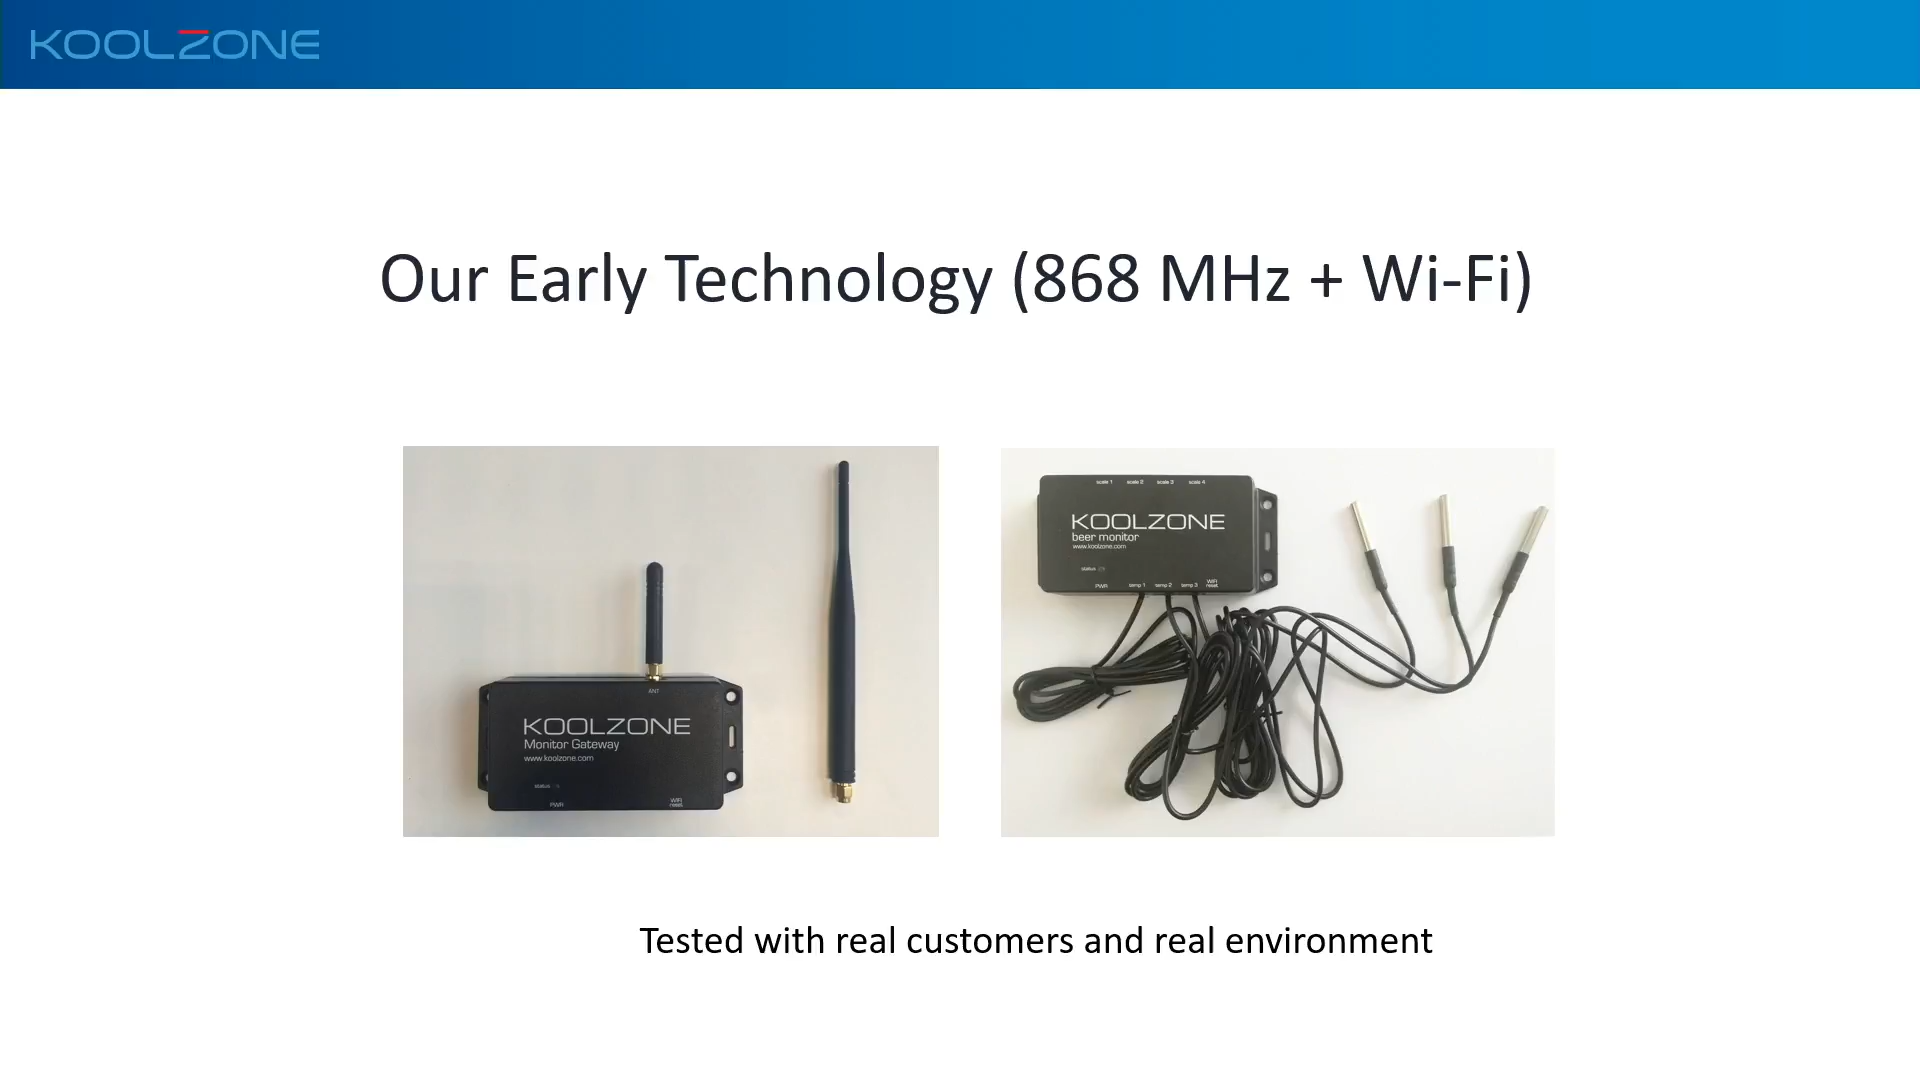 KOOLZONE
Our Early Technology (868 MHz + Wi-Fi)
ANT
KOOLZONE
Monitor Gateway
www.koolzone.com
status
PWR
WiFi
reset
scale 1 scale 2 scale 3 scale 4
KOOLZONE
beer monitor
www.koolzone.com
status
PWR temp 1 temp 2 temp 3 WiFi
reset
Tested with real customers and real environment